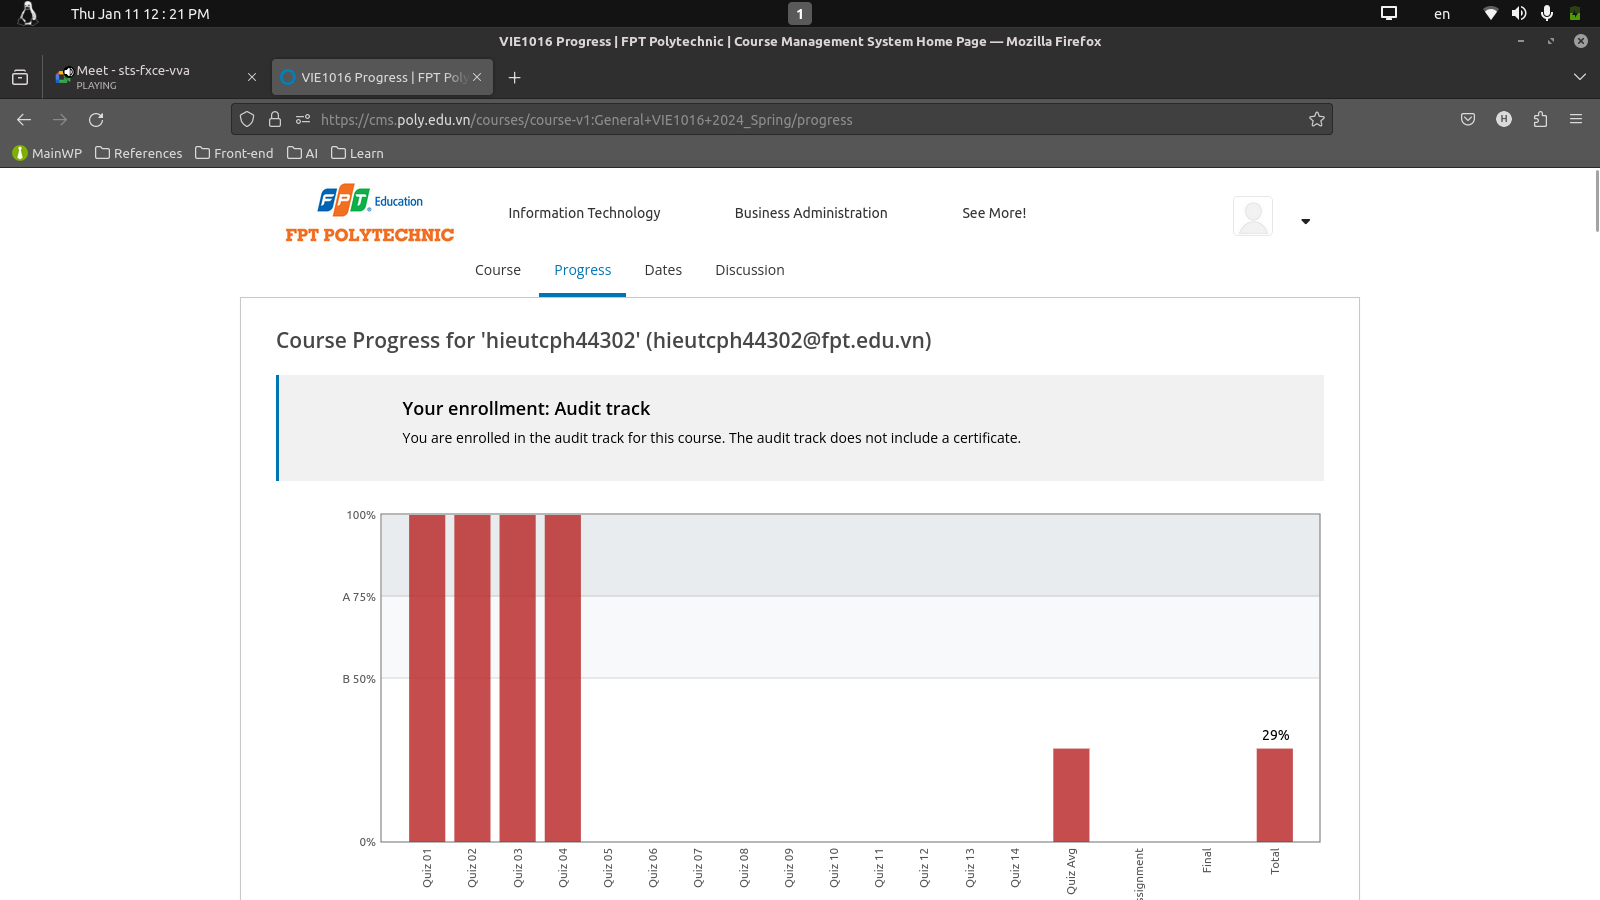 Thu Jan 11 12 : 21 PM
1
en
VIE1016 Progress | FPT Polytechnic | Course Management System Home Page — Mozilla Firefox
Meet - sts-fxce-vva
PLAYING
VIE1016 Progress | FPT Poly
https://cms.poly.edu.vn/courses/course-v1:General+VIE1016+2024_Spring/progress
H
MainWP
References
Front-end
AI
Learn
FPT Education
FPT POLYTECHNIC
Information Technology
Business Administration
See More!
Course
Progress
Dates
Discussion
Course Progress for 'hieutcph44302' (hieutcph44302@fpt.edu.vn)
Your enrollment: Audit track
You are enrolled in the audit track for this course. The audit track does not include a certificate.
100%
A 75%
B 50%
0%
29%
Quiz 01
Quiz 02
Quiz 03
Quiz 04
Quiz 05
Quiz 06
Quiz 07
Quiz 08
Quiz 09
Quiz 10
Quiz 11
Quiz 12
Quiz 13
Quiz 14
Quiz Avg
ssignment
Final
Total